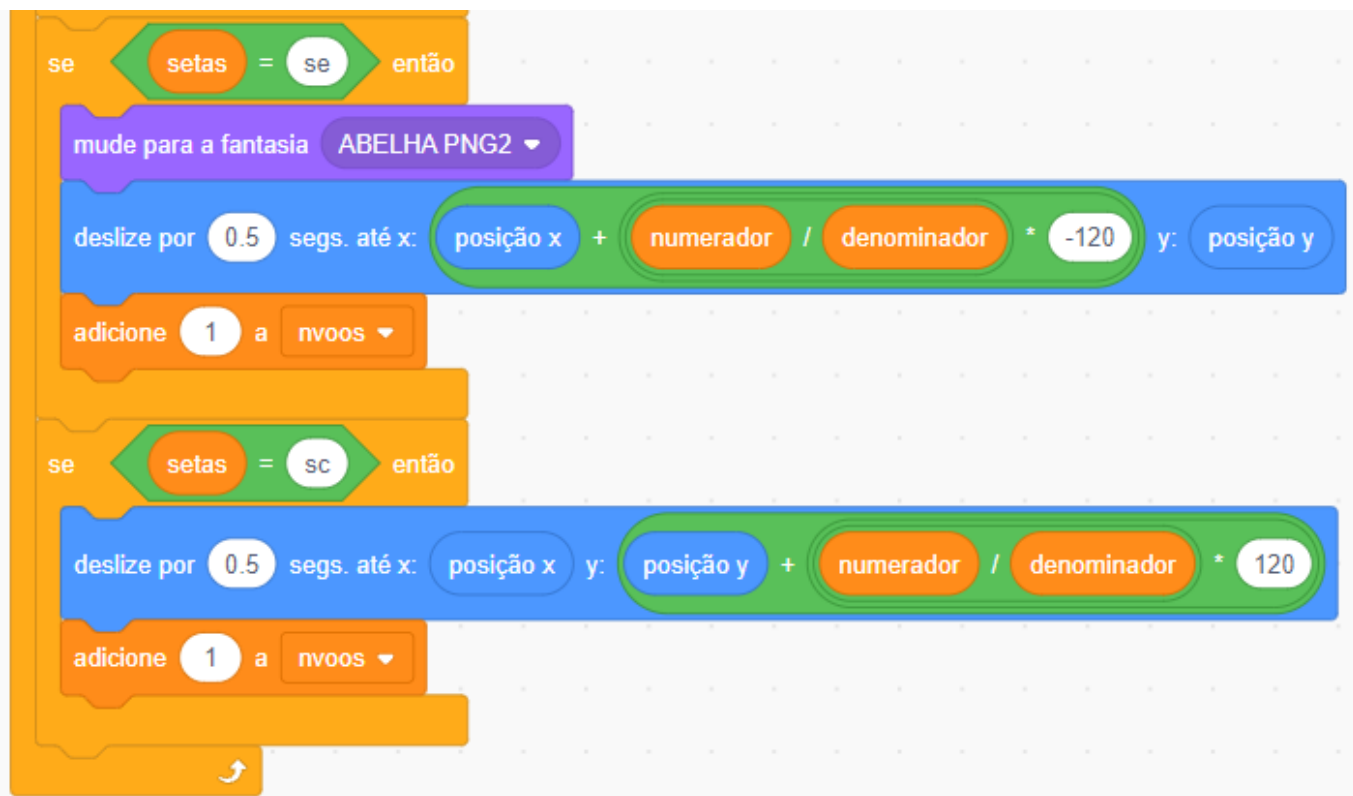 se setas = se então
mude para a fantasia ABELHA PNG2
deslize por 0.5 segs. até x: posição x + numerador / denominador * -120 y: posição y
adicione 1 a nvoos
se setas = sc então
deslize por 0.5 segs. até x: posição x y: posição y + numerador / denominador * 120
adicione 1 a nvoos